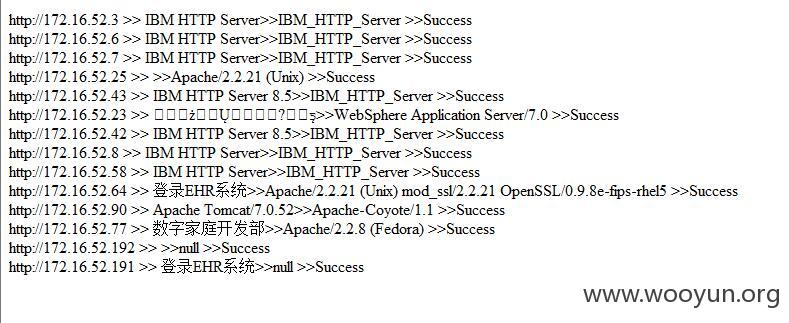 http://172.16.52.3 >> IBM HTTP Server>>IBM_HTTP_Server >>Success
http://172.16.52.6 >> IBM HTTP Server>>IBM_HTTP_Server >>Success
http://172.16.52.7 >> IBM HTTP Server>>IBM_HTTP_Server >>Success
http://172.16.52.25 >> >>Apache/2.2.21 (Unix) >>Success
http://172.16.52.43 >> IBM HTTP Server 8.5>>IBM_HTTP_Server >>Success
http://172.16.52.23 >> >>WebSphere Application Server/7.0 >>Success
http://172.16.52.42 >> IBM HTTP Server 8.5>>IBM_HTTP_Server >>Success
http://172.16.52.8 >> IBM HTTP Server>>IBM_HTTP_Server >>Success
http://172.16.52.58 >> IBM HTTP Server>>IBM_HTTP_Server >>Success
http://172.16.52.64 >> 登录EHR系统>>Apache/2.2.21 (Unix) mod_ssl/2.2.21 OpenSSL/0.9.8e-fips-rhel5 >>Success
http://172.16.52.90 >> Apache Tomcat/7.0.52>>Apache-Coyote/1.1 >>Success
http://172.16.52.77 >> 数字家庭开发部>>Apache/2.2.8 (Fedora) >>Success
http://172.16.52.192 >> >>null >>Success
http://172.16.52.191 >> 登录EHR系统>>null >>Success
www.wooyun.org